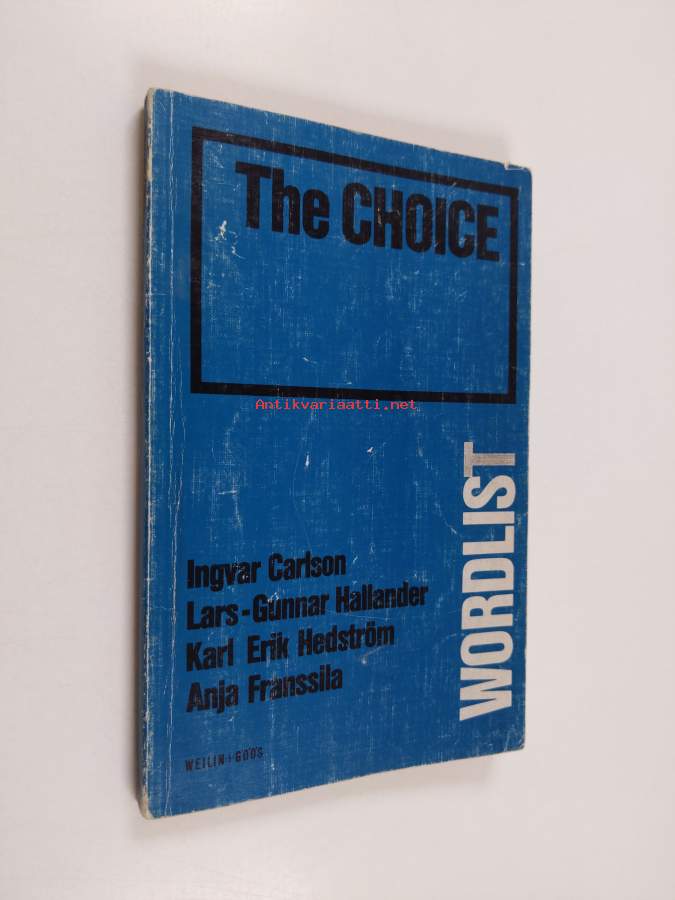 The CHOICE
Antikvariaatti.net
WORDLIST
Ingvar Carlson
Lars-Gunnar Hallander
Karl Erik Hedström
Anja Franssila
WEILIN+GÖÖS